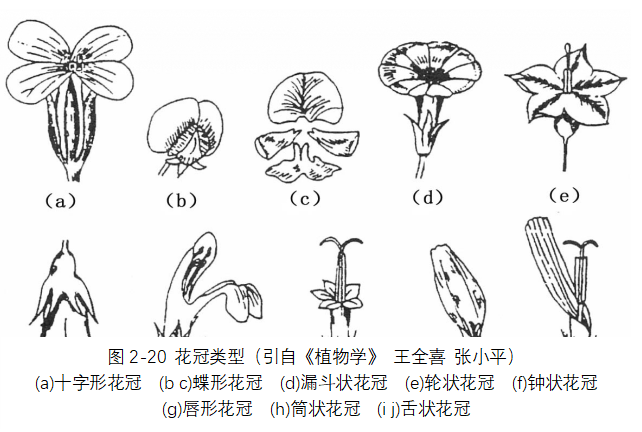 (a)
(b)
(c)
(d)
(e)
图 2-20 花冠类型（引自《植物学》 王全喜 张小平）
(a)十字形花冠 (b c)蝶形花冠 (d)漏斗状花冠 (e)轮状花冠 (f)钟状花冠
(g)唇形花冠 (h)筒状花冠 (i j)舌状花冠